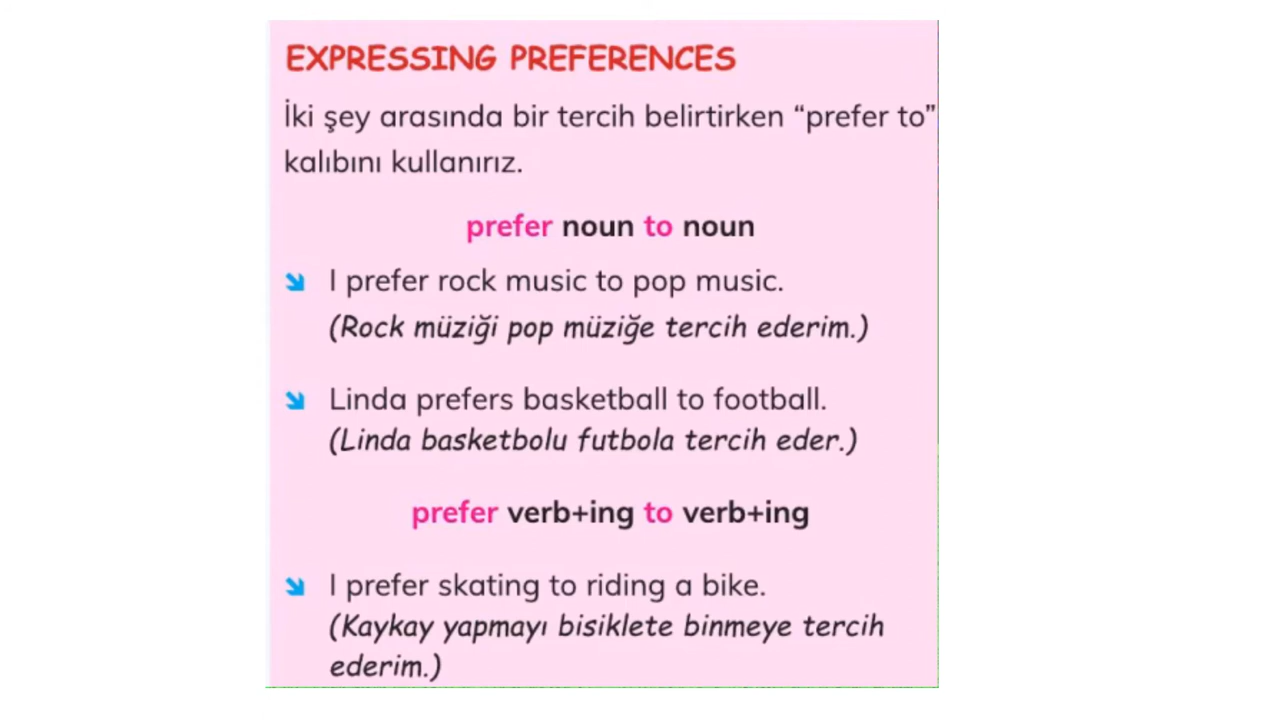 EXPRESSING PREFERENCES
İki şey arasında bir tercih belirtirken “prefer to”
kalıbını kullanırız.
prefer noun to noun
I prefer rock music to pop music.
(Rock müziği pop müziğe tercih ederim.)
Linda prefers basketball to football.
(Linda basketbolu futbola tercih eder.)
prefer verb+ing to verb+ing
I prefer skating to riding a bike.
(Kaykay yapmayı bisiklete binmeye tercih
ederim.)